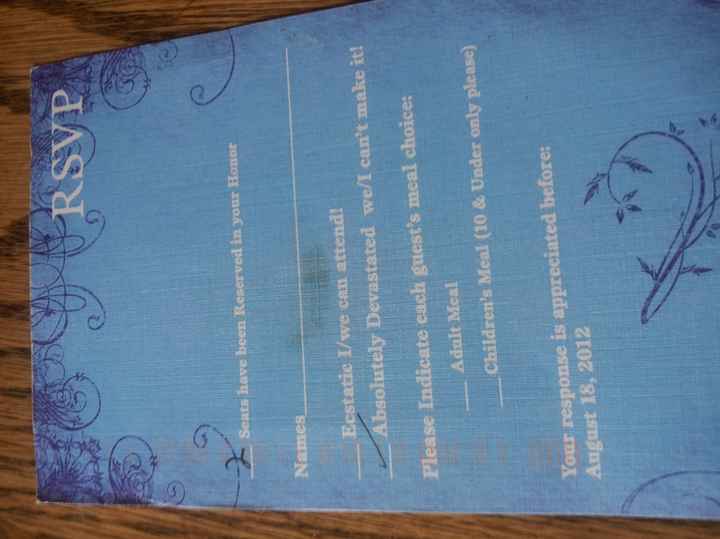 RSVP
2 Seats have been Reserved in your Honor
Names
Ecstatic I/we can attend!
✓ Absolutely Devastated we/I can't make it!
Please Indicate each guest's meal choice:
Adult Meal
Children's Meal (10 & Under only please)
Your response is appreciated before:
August 18, 2012